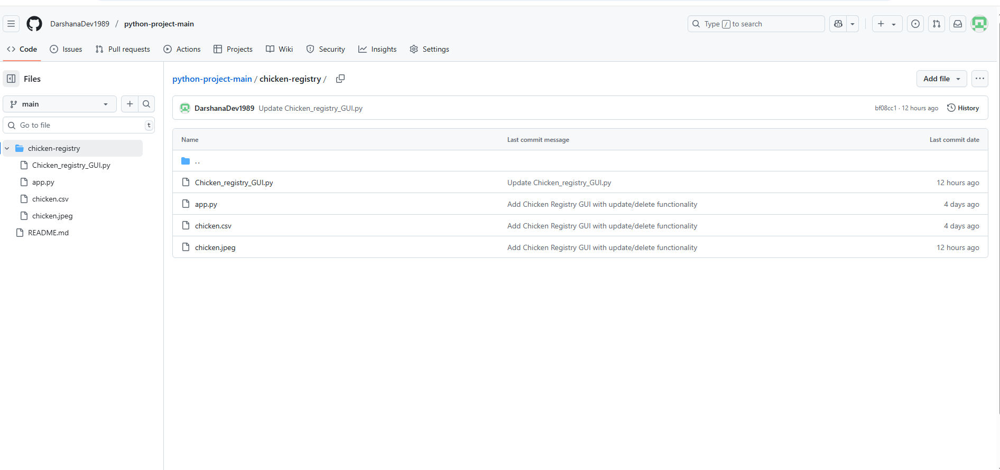 DarshanaDev1989 / python-project-main
Type / to search
Code Issues Pull requests Actions Projects Wiki Security Insights Settings
Files
main
Go to file t
chicken-registry
Chicken_registry_GUI.py
app.py
chicken.csv
chicken.jpeg
README.md
python-project-main / chicken-registry /
Add file
DarshanaDev1989 Update Chicken_registry_GUI.py bf08cc1 · 12 hours ago History
Name Last commit message Last commit date
..
Chicken_registry_GUI.py Update Chicken_registry_GUI.py 12 hours ago
app.py Add Chicken Registry GUI with update/delete functionality 4 days ago
chicken.csv Add Chicken Registry GUI with update/delete functionality 4 days ago
chicken.jpeg Add Chicken Registry GUI with update/delete functionality 12 hours ago